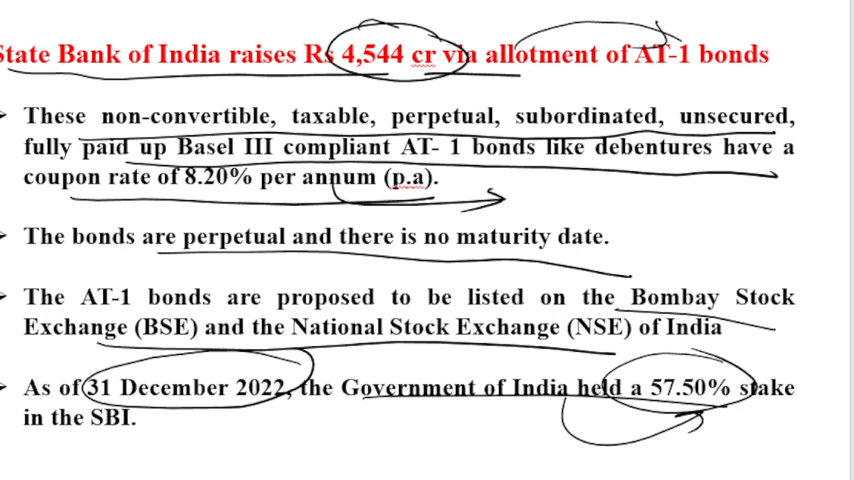 State Bank of India raises Rs 4,544 cr via allotment of AT-1 bonds
These non-convertible, taxable, perpetual, subordinated, unsecured,
fully paid up Basel III compliant AT- 1 bonds like debentures have a
coupon rate of 8.20% per annum (p.a).
The bonds are perpetual and there is no maturity date.
The AT-1 bonds are proposed to be listed on the Bombay Stock
Exchange (BSE) and the National Stock Exchange (NSE) of India
As of 31 December 2022, the Government of India held a 57.50% stake
in the SBI.